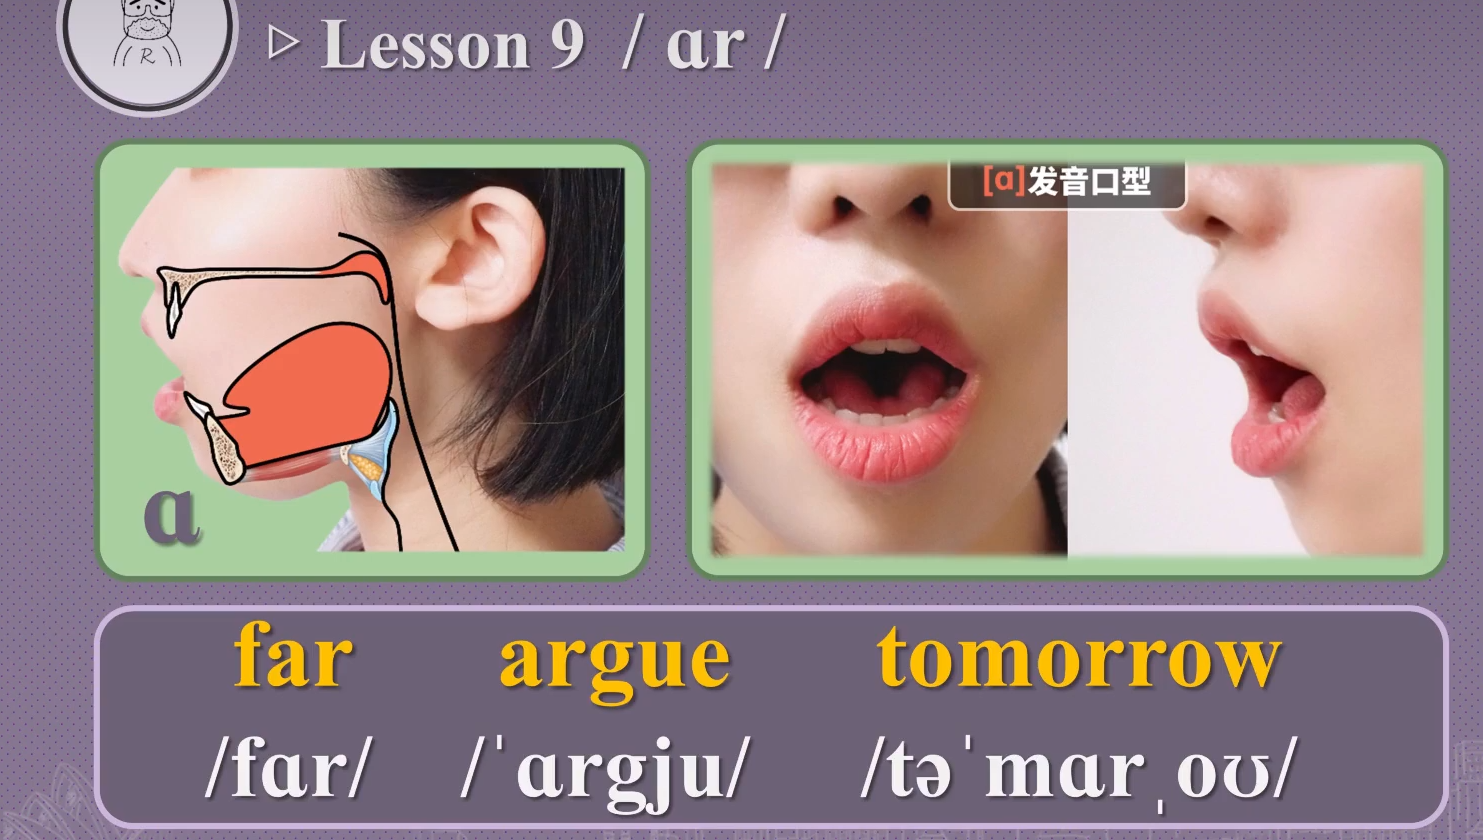 R
Lesson 9 / ɑr /
[ɑ]发音口型
ɑ
far argue tomorrow
/fɑr/ /ˈɑrgju/ /təˈmɑrˌoʊ/